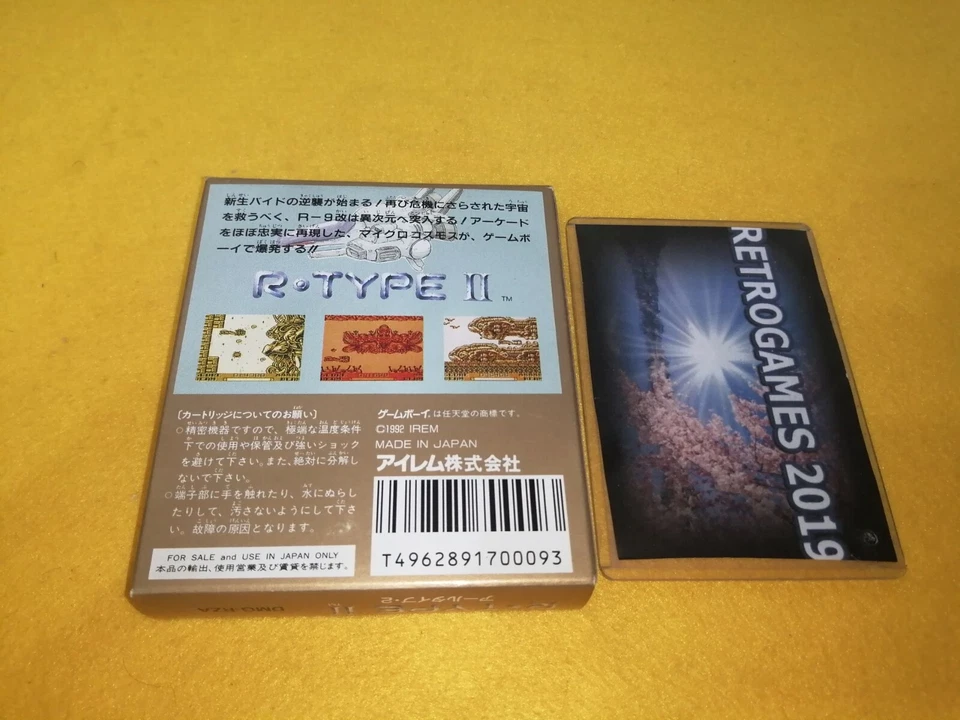 新生バイドの逆襲が始まる!再び危機にさらされた宇宙
を救うべく、R-9改は異次元へ突入する!アーケード
をほぼ忠実に再現した、マイクロコスモスが、ゲームボ
ーイで爆発する!!
R・TYPE II ™
[カートリッジについてのお願い]
○精密機器ですので、極端な温度条件
下での使用や保管及び強いショック
を避けて下さい。また、絶対に分解し
ないで下さい。
○端子部に手を触れたり、水にぬらし
たりして、汚さないようにして下さ
い。故障の原因となります。
FOR SALE and USE IN JAPAN ONLY
本品の輸出、使用営業及び賃貸を禁じます。
ゲームボーイ。は任天堂の商標です。
©1992 IREM
MADE IN JAPAN
アイレム株式会社
T4962891700093
DMG-RZA
R・TYPE II
アールタイプ・2
RETROGAMES 2019